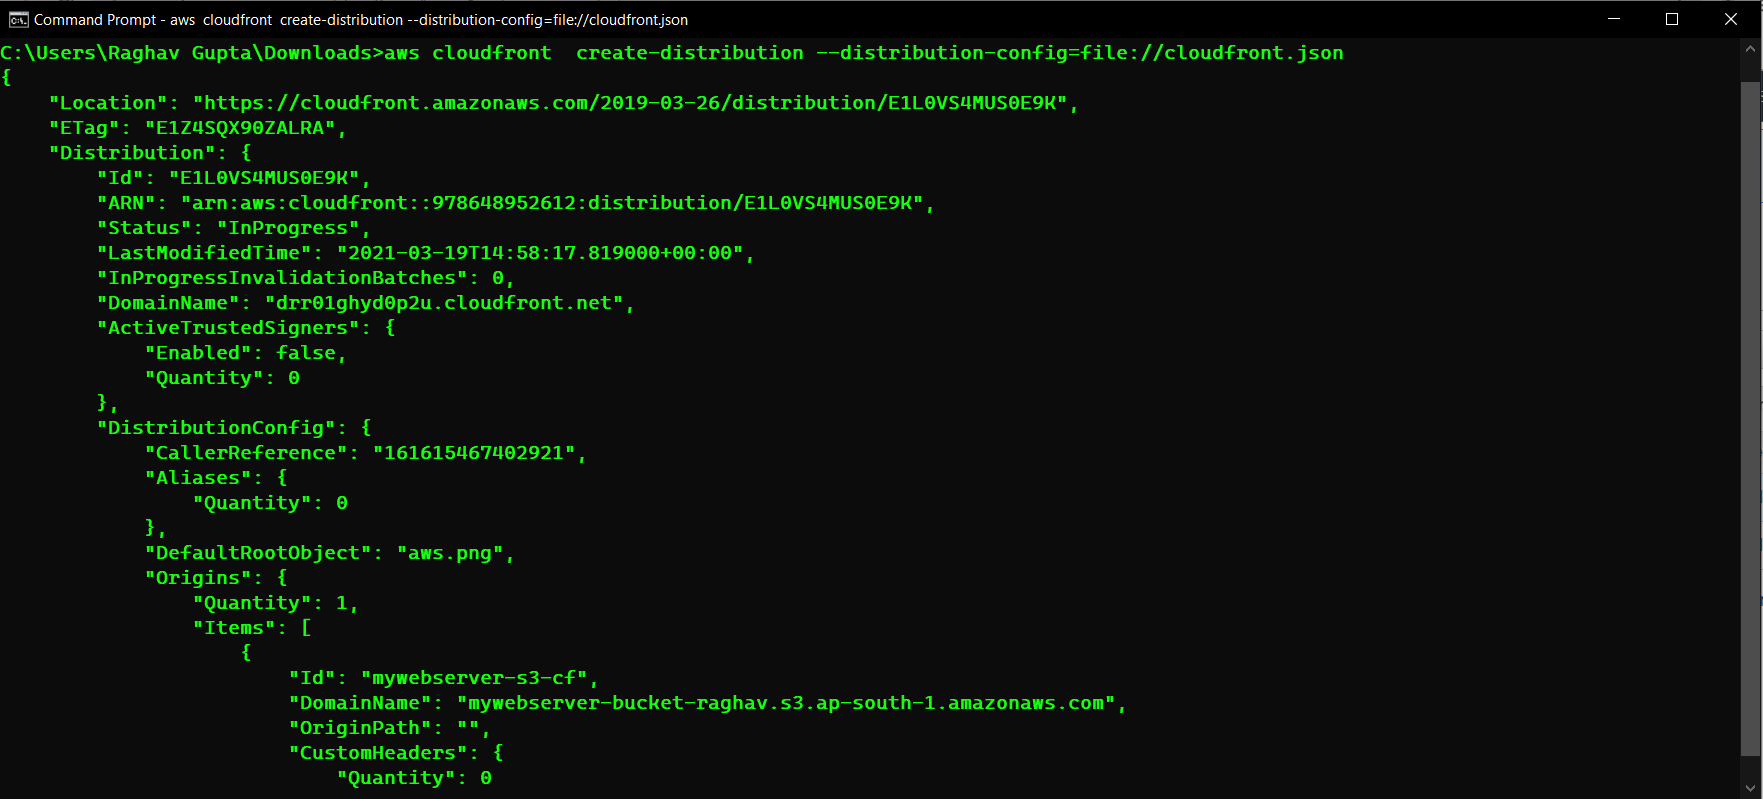 Command Prompt - aws  cloudfront  create-distribution --distribution-config=file://cloudfront.json
C:\Users\Raghav Gupta\Downloads>aws cloudfront  create-distribution --distribution-config=file://cloudfront.json
{
    "Location": "https://cloudfront.amazonaws.com/2019-03-26/distribution/E1L0VS4MUS0E9K",
    "ETag": "E1Z4SQX90ZALRA",
    "Distribution": {
        "Id": "E1L0VS4MUS0E9K",
        "ARN": "arn:aws:cloudfront::978648952612:distribution/E1L0VS4MUS0E9K",
        "Status": "InProgress",
        "LastModifiedTime": "2021-03-19T14:58:17.819000+00:00",
        "InProgressInvalidationBatches": 0,
        "DomainName": "drr01ghyd0p2u.cloudfront.net",
        "ActiveTrustedSigners": {
            "Enabled": false,
            "Quantity": 0
        },
        "DistributionConfig": {
            "CallerReference": "161615467402921",
            "Aliases": {
                "Quantity": 0
            },
            "DefaultRootObject": "aws.png",
            "Origins": {
                "Quantity": 1,
                "Items": [
                    {
                        "Id": "mywebserver-s3-cf",
                        "DomainName": "mywebserver-bucket-raghav.s3.ap-south-1.amazonaws.com",
                        "OriginPath": "",
                        "CustomHeaders": {
                            "Quantity": 0